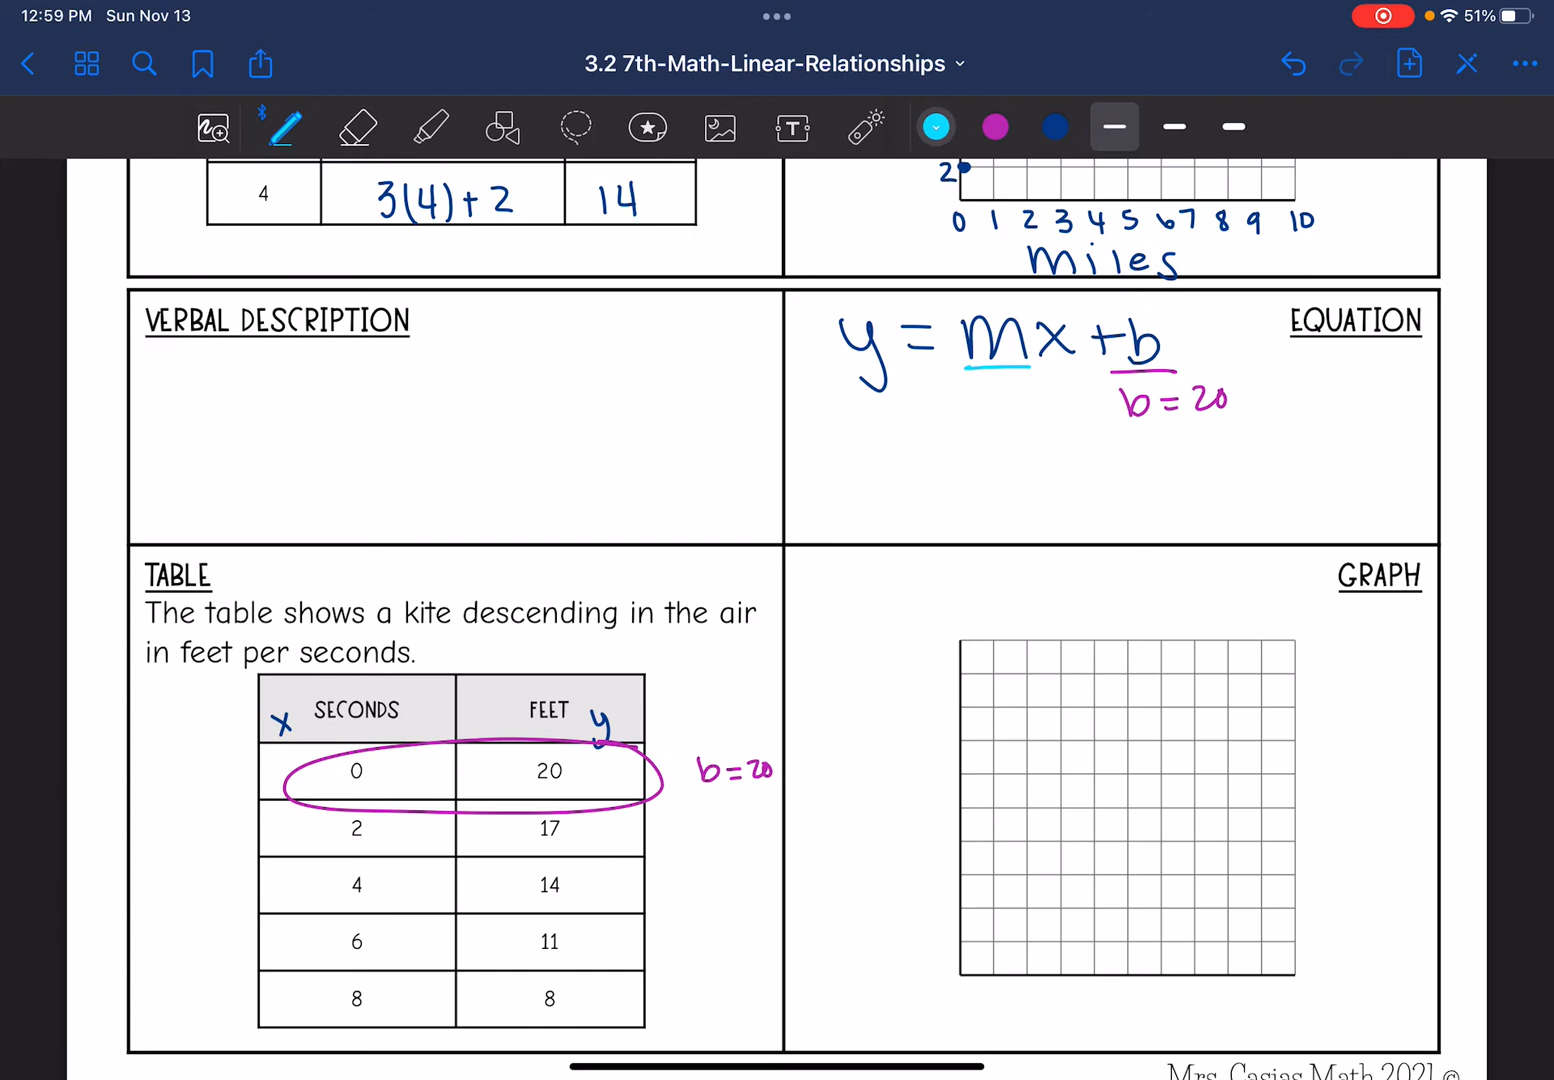 12:59 PM Sun Nov 13
51%
3.2 7th-Math-Linear-Relationships
T
4 3(4)+2 14
2
0 1 2 3 4 5 6 7 8 9 10
miles
VERBAL DESCRIPTION
EQUATION
y = mx +b
b = 20
TABLE
The table shows a kite descending in the air
in feet per seconds.
x SECONDS FEET y
0 20
b=20
2 17
4 14
6 11
8 8
GRAPH
Mrs. Casias Math 2021 ©